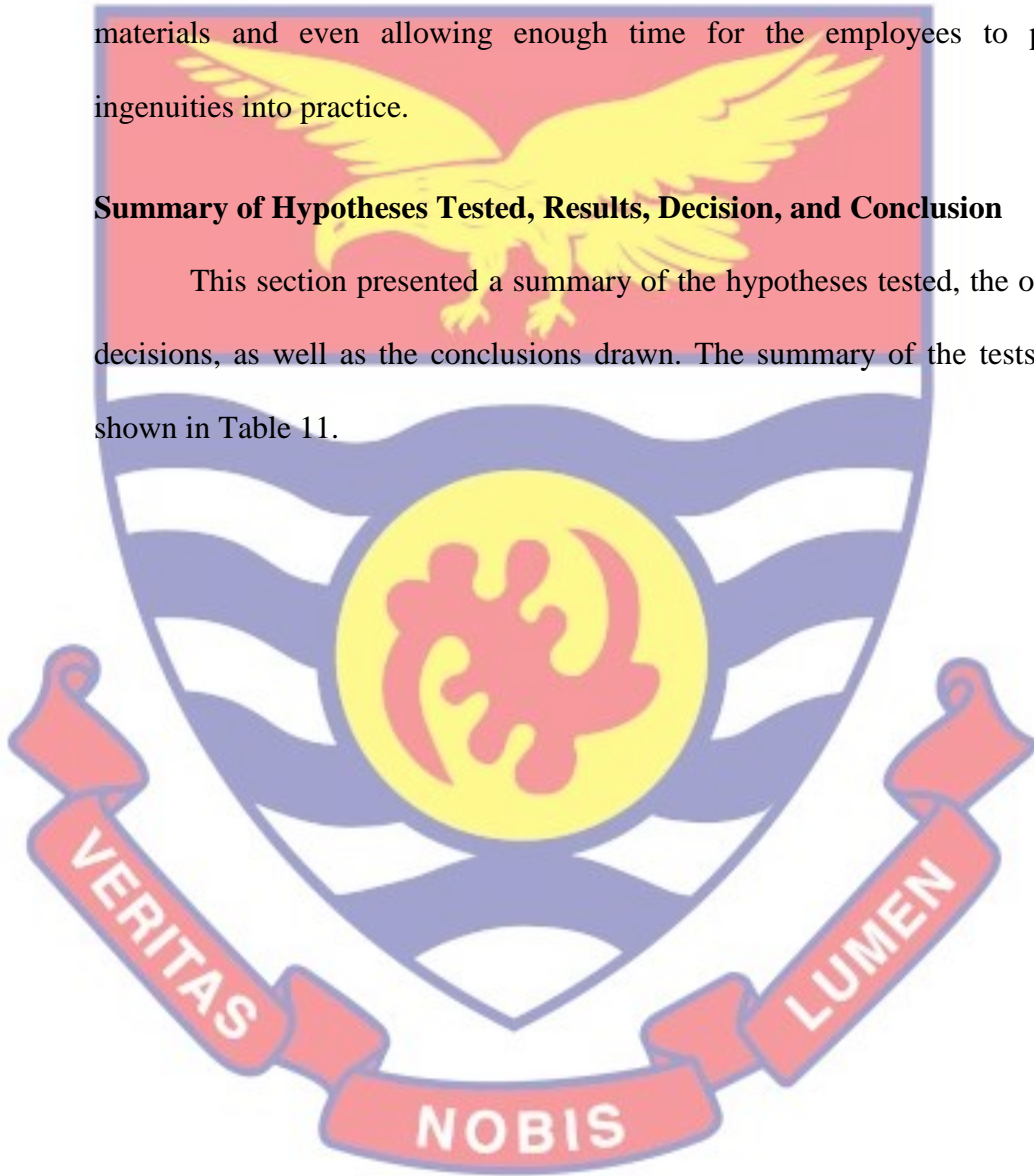 materials and even allowing enough time for the employees to
ingenuities into practice.
Summary of Hypotheses Tested, Results, Decision, and Conclusion
This section presented a summary of the hypotheses tested, the
decisions, as well as the conclusions drawn. The summary of the tests
shown in Table 11.
VERITAS
NOBIS
LUMEN